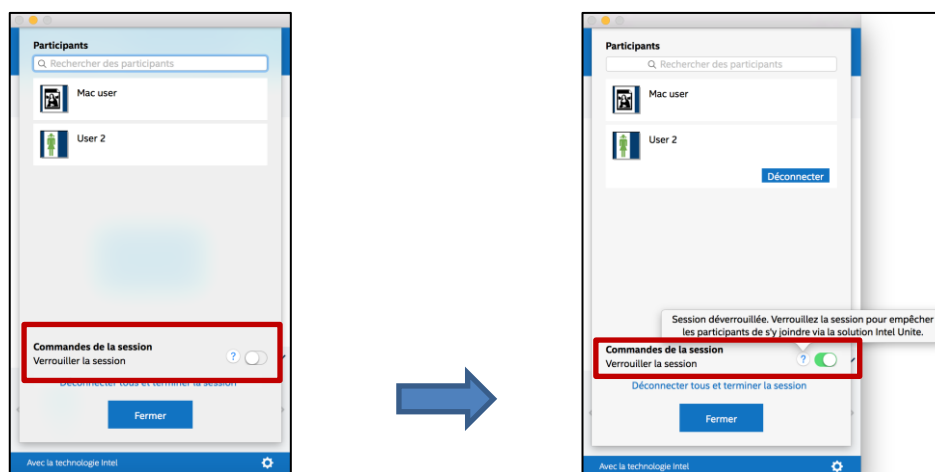 Participants
Rechercher des participants
Mac user
User 2
Commandes de la session
Verrouiller la session
?
Déconnecter tous et terminer la session
Fermer
Avec la technologie Intel
Participants
Rechercher des participants
Mac user
User 2
Déconnecter
Session déverrouillée. Verrouillez la session pour empêcher
les participants de s'y joindre via la solution Intel Unite.
Commandes de la session
Verrouiller la session
?
Déconnecter tous et terminer la session
Fermer
Avec la technologie Intel